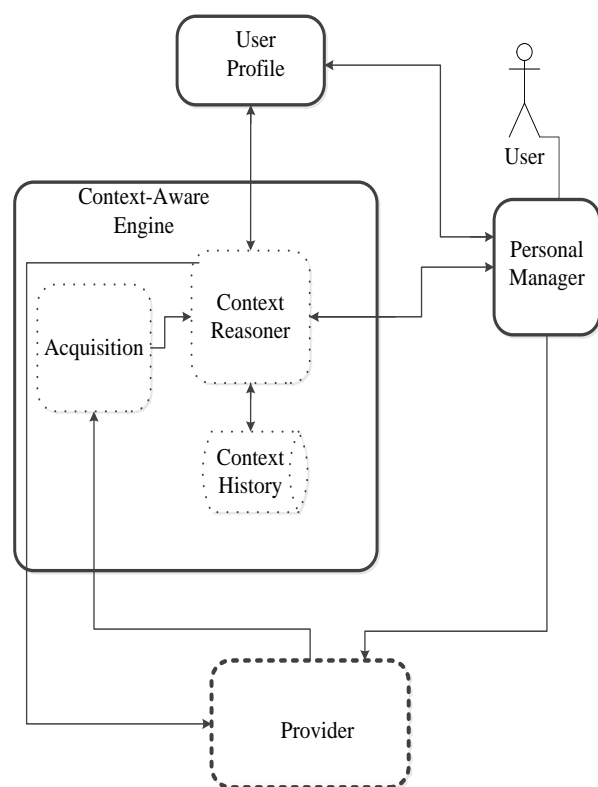 User
Profile
User
Context-Aware
Engine
Personal
Manager
Context
Reasoner
Acquisition
Context
History
Provider